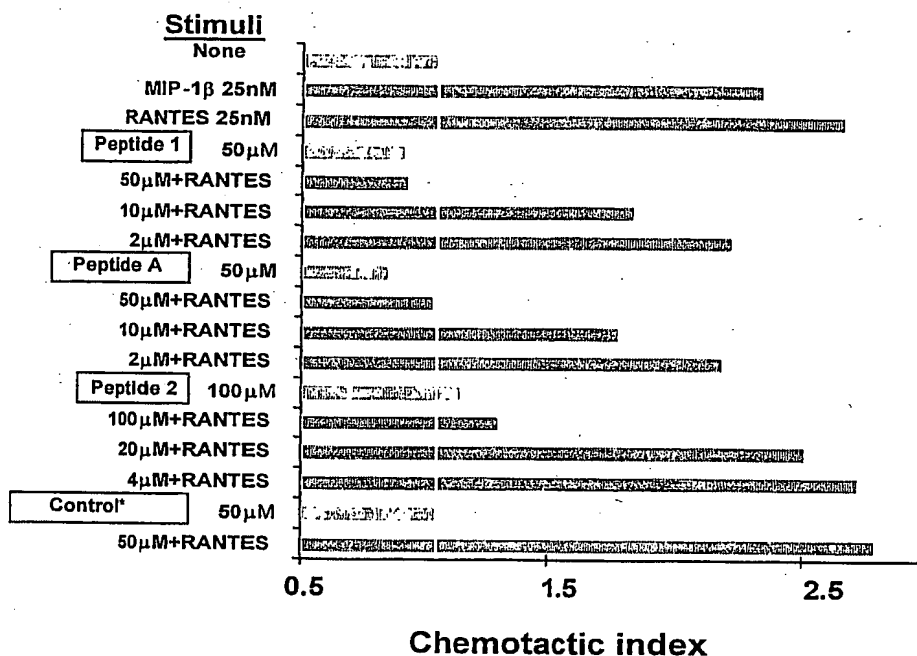 Stimuli
None
MIP-1β 25nM
RANTES 25nM
Peptide 1 50μM
50μM+RANTES
10μM+RANTES
2μM+RANTES
Peptide A 50μM
50μM+RANTES
10μM+RANTES
2μM+RANTES
Peptide 2 100μM
100μM+RANTES
20μM+RANTES
4μM+RANTES
Control* 50μM
50μM+RANTES
0.5 1.5 2.5
Chemotactic index